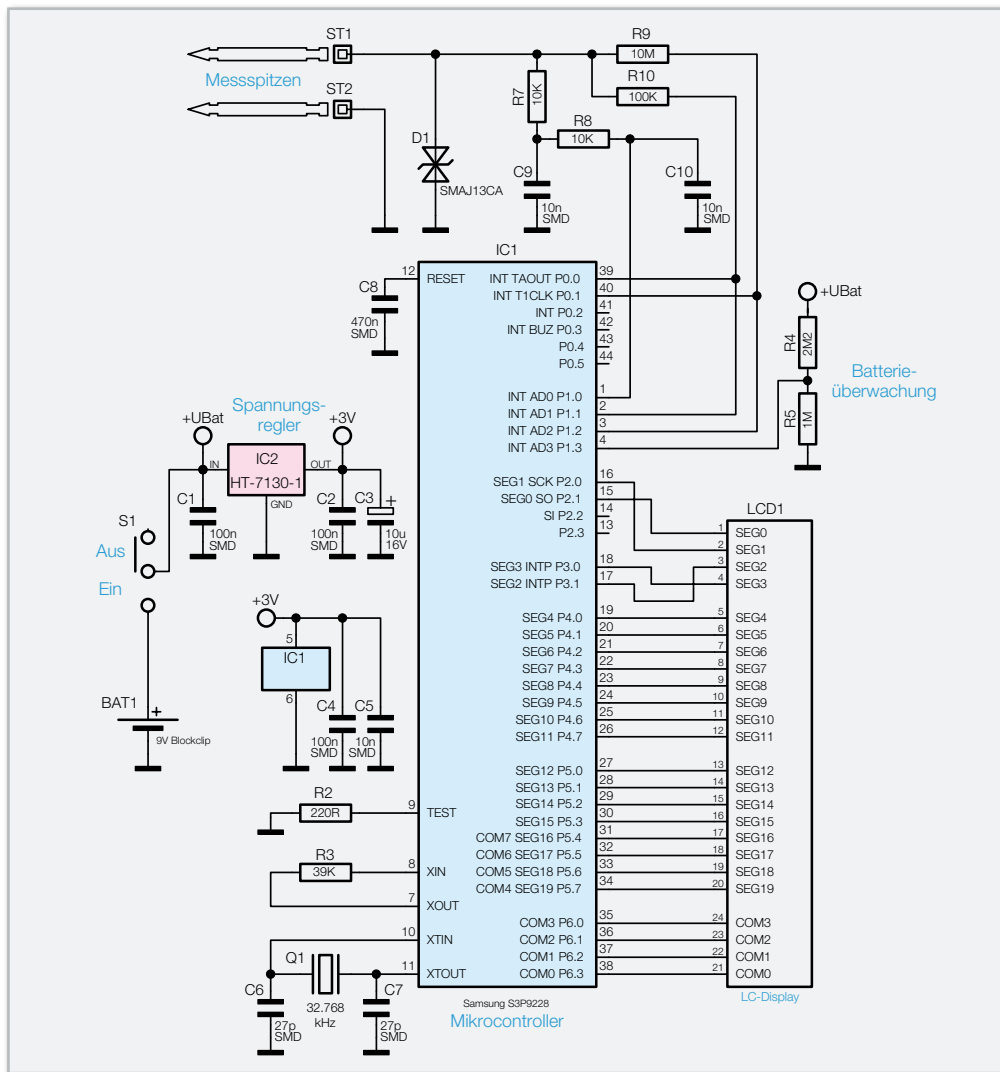 ST1
Messspitzen
ST2
R9
10M
R10
100K
R7
10K
R8
10K
D1
SMAJ13CA
C9
10n
SMD
C10
10n
SMD
IC1
12
RESET
C8
470n
SMD
INT TAOUT P0.0
39
INT T1CLK P0.1
40
INT P0.2
41
INT BUZ P0.3
42
P0.4
43
P0.5
44
INT AD0 P1.0
1
INT AD1 P1.1
2
INT AD2 P1.2
3
INT AD3 P1.3
4
+UBat
R4
2M2
R5
1M
Batterie-
überwachung
Spannungs-
regler
+UBat
+3V
IN
IC2
HT-7130-1
OUT
GND
C1
100n
SMD
C2
100n
SMD
C3
+
10u
16V
S1
Aus
Ein
BAT1
+
9V Blockclip
+3V
5
IC1
6
C4
100n
SMD
C5
10n
SMD
SEG1 SCK P2.0
16
SEG0 SO P2.1
15
SI P2.2
14
P2.3
13
SEG3 INTP P3.0
18
SEG2 INTP P3.1
17
SEG4 P4.0
19
SEG5 P4.1
20
SEG6 P4.2
21
SEG7 P4.3
22
SEG8 P4.4
23
SEG9 P4.5
24
SEG10 P4.6
25
SEG11 P4.7
26
SEG12 P5.0
27
SEG13 P5.1
28
SEG14 P5.2
29
SEG15 P5.3
30
COM7 SEG16 P5.4
31
COM6 SEG17 P5.5
32
COM5 SEG18 P5.6
33
COM4 SEG19 P5.7
34
COM3 P6.0
35
COM2 P6.1
36
COM1 P6.2
37
COM0 P6.3
38
LCD1
1
SEG0
2
SEG1
3
SEG2
4
SEG3
5
SEG4
6
SEG5
7
SEG6
8
SEG7
9
SEG8
10
SEG9
11
SEG10
12
SEG11
13
SEG12
14
SEG13
15
SEG14
16
SEG15
17
SEG16
18
SEG17
19
SEG18
20
SEG19
24
COM3
23
COM2
22
COM1
21
COM0
LC-Display
R2
220R
9
TEST
R3
39K
8
XIN
7
XOUT
10
XTIN
11
XTOUT
Q1
32.768
kHz
C6
27p
SMD
C7
27p
SMD
Samsung S3P9228
Mikrocontroller